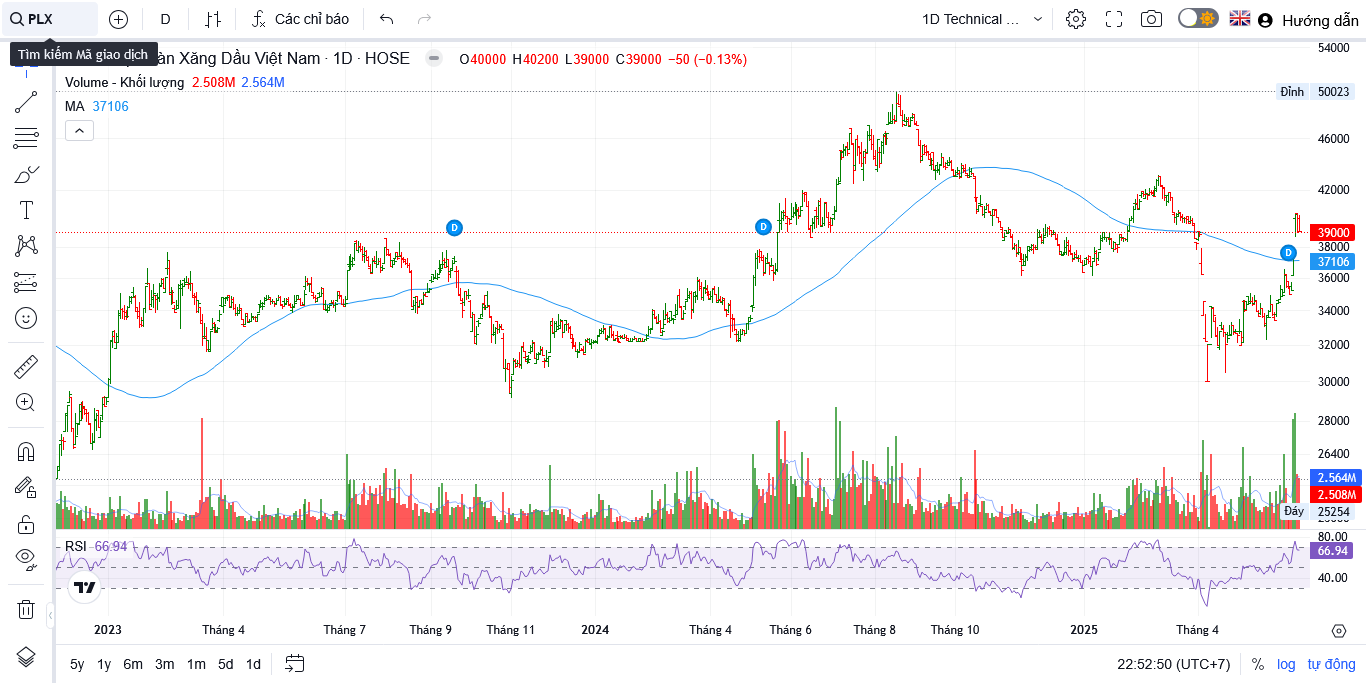 PLX
D
Các chỉ báo
1D Technical ...
Hướng dẫn
Tìm kiếm Mã giao dịch
àn Xăng Dầu Việt Nam · 1D · HOSE
O40000 H40200 L39000 C39000 −50 (−0.13%)
Volume - Khối lượng 2.508M 2.564M
MA 37106
54000
Đỉnh 50023
46000
42000
39000
38000
37106
36000
34000
32000
30000
28000
26400
2.564M
2.508M
Đáy 25254
D
D
D
RSI 66.94
80.00
66.94
40.00
2023 Tháng 4 Tháng 7 Tháng 9 Tháng 11 2024 Tháng 4 Tháng 6 Tháng 8 Tháng 10 2025 Tháng 4
5y 1y 6m 3m 1m 5d 1d
22:52:50 (UTC+7) % log tự động